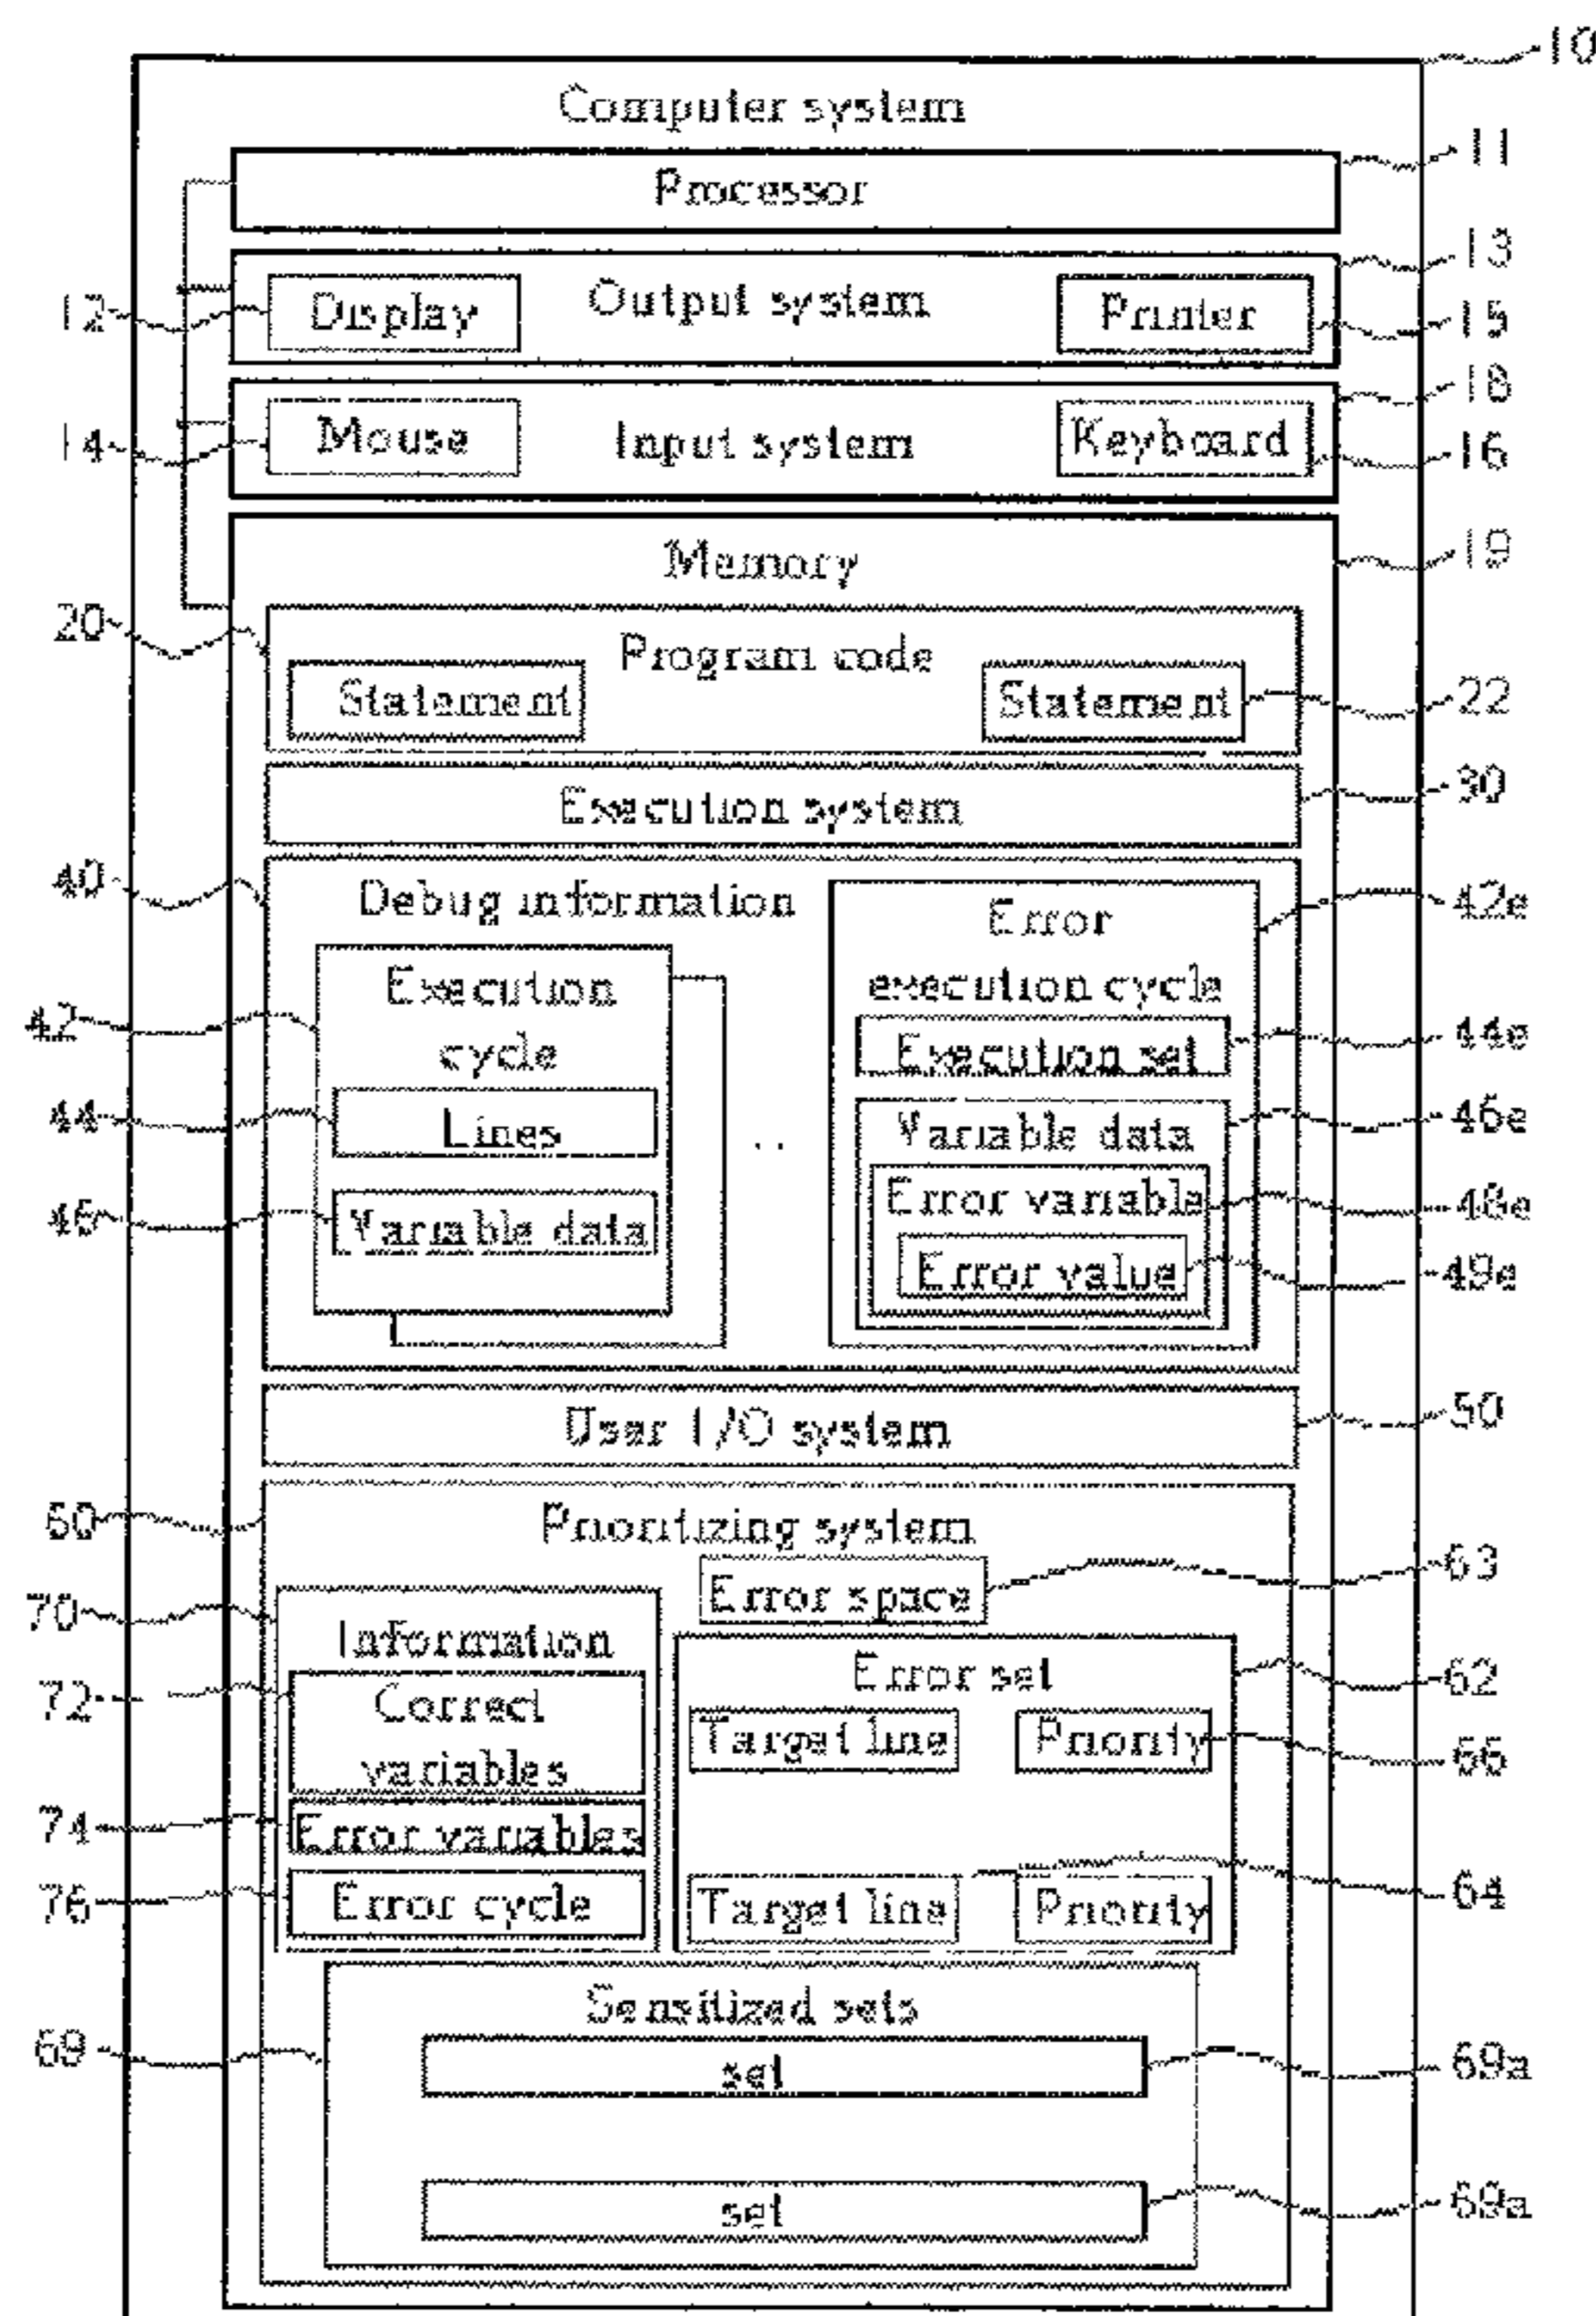 10
Computer system
11
Processor
13
12
Display
Output system
Printer
15
18
14
Mouse
Input system
Keyboard
16
19
Memory
20
Program code
Statement
Statement
22
Execution system
30
40
Debug information
Error
execution cycle
42e
42
Execution
cycle
Execution set
44e
44
Lines
. .
Variable data
46e
46
Variable data
Error variable
48e
Error value
49e
User I/O system
50
60
Prioritizing system
Error space
63
70
Information
Error set
62
72
Correct
variables
Target line
Priority
66
74
Error variables
76
Error cycle
Target line
Priority
64
Sensitized sets
69
set
69a
set
69a